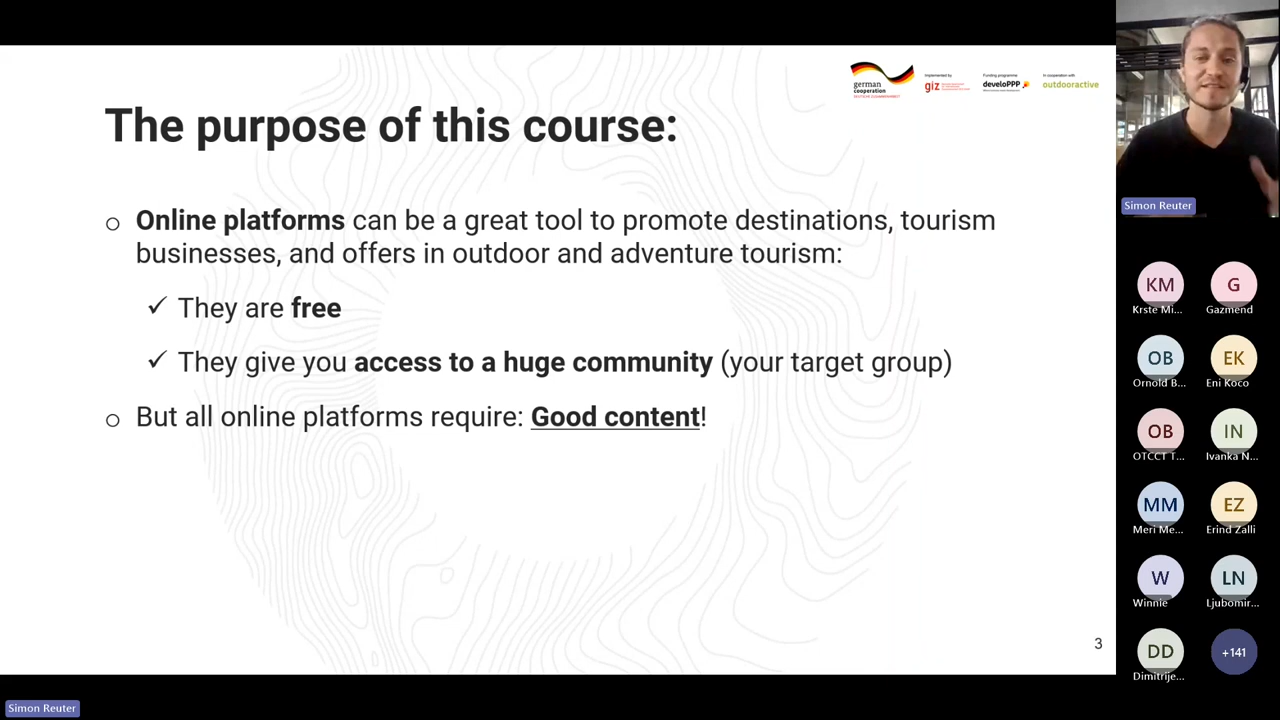 german
cooperation
DEUTSCHE ZUSAMMENARBEIT
Implemented by
giz
Funding programme
develoPPP
In cooperation with
outdooractive
The purpose of this course:
Online platforms can be a great tool to promote destinations, tourism
businesses, and offers in outdoor and adventure tourism:
✓ They are free
✓ They give you access to a huge community (your target group)
But all online platforms require: Good content!
3
Simon Reuter
KM
Krste Mi...
G
Gazmend
OB
Ornold B...
EK
Eni Koco
OB
OTCCT T...
IN
Ivanka N...
MM
Meri Me...
EZ
Erind Zalli
W
Winnie
LN
Ljubomir...
DD
Dimitrije...
+141
Simon Reuter